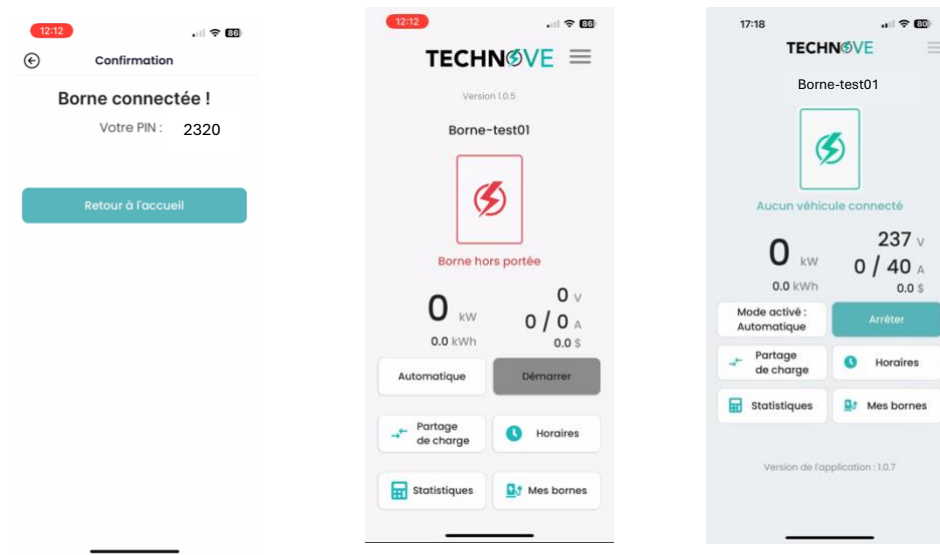 12:12
86
Confirmation
Borne connectée !
Votre PIN : 2320
Retour à l'accueil
12:12
86
TECHNOVE
Version 1.0.5
Borne-test01
Borne hors portée
0 kW
0 V
0 / 0 A
0.0 kWh
0.0 $
Automatique
Démarrer
Partage
de charge
Horaires
Statistiques
Mes bornes
17:18
80
TECHNOVE
Borne-test01
Aucun véhicule connecté
0 kW
237 V
0 / 40 A
0.0 kWh
0.0 $
Mode activé :
Automatique
Arrêter
Partage
de charge
Horaires
Statistiques
Mes bornes
Version de l'application : 1.0.7